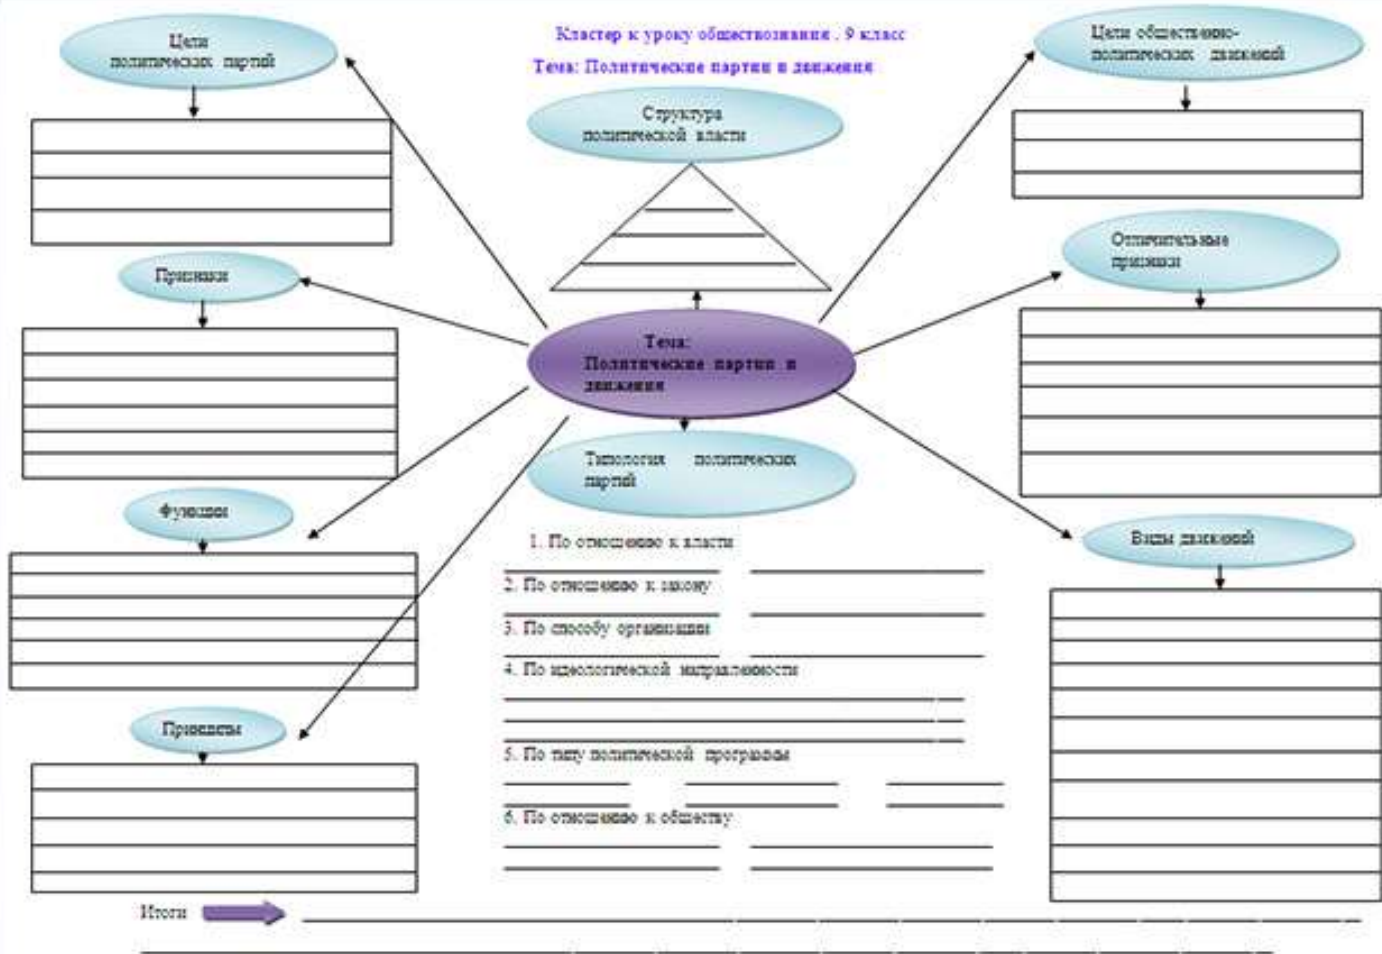 Кластер к уроку обществознания . 9 класс
Тема: Политические партии и движения
Цели
политических партий
Структура
политической власти
Цели общественно-
политических движений
Признаки
Отличительные
признаки
Тема:
Политические партии и
движения
Типология политических
партий
Функции
Виды движений
1. По отношению к власти
2. По отношению к закону
3. По способу организации
4. По идеологической направленности
5. По типу политической программы
6. По отношению к обществу
Принципы
Итоги